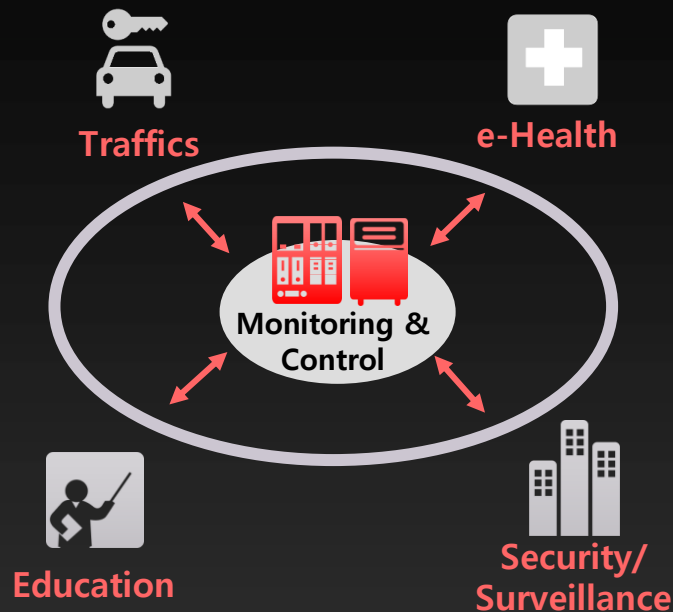 Traffics
e-Health
Monitoring &
Control
Education
Security/
Surveillance